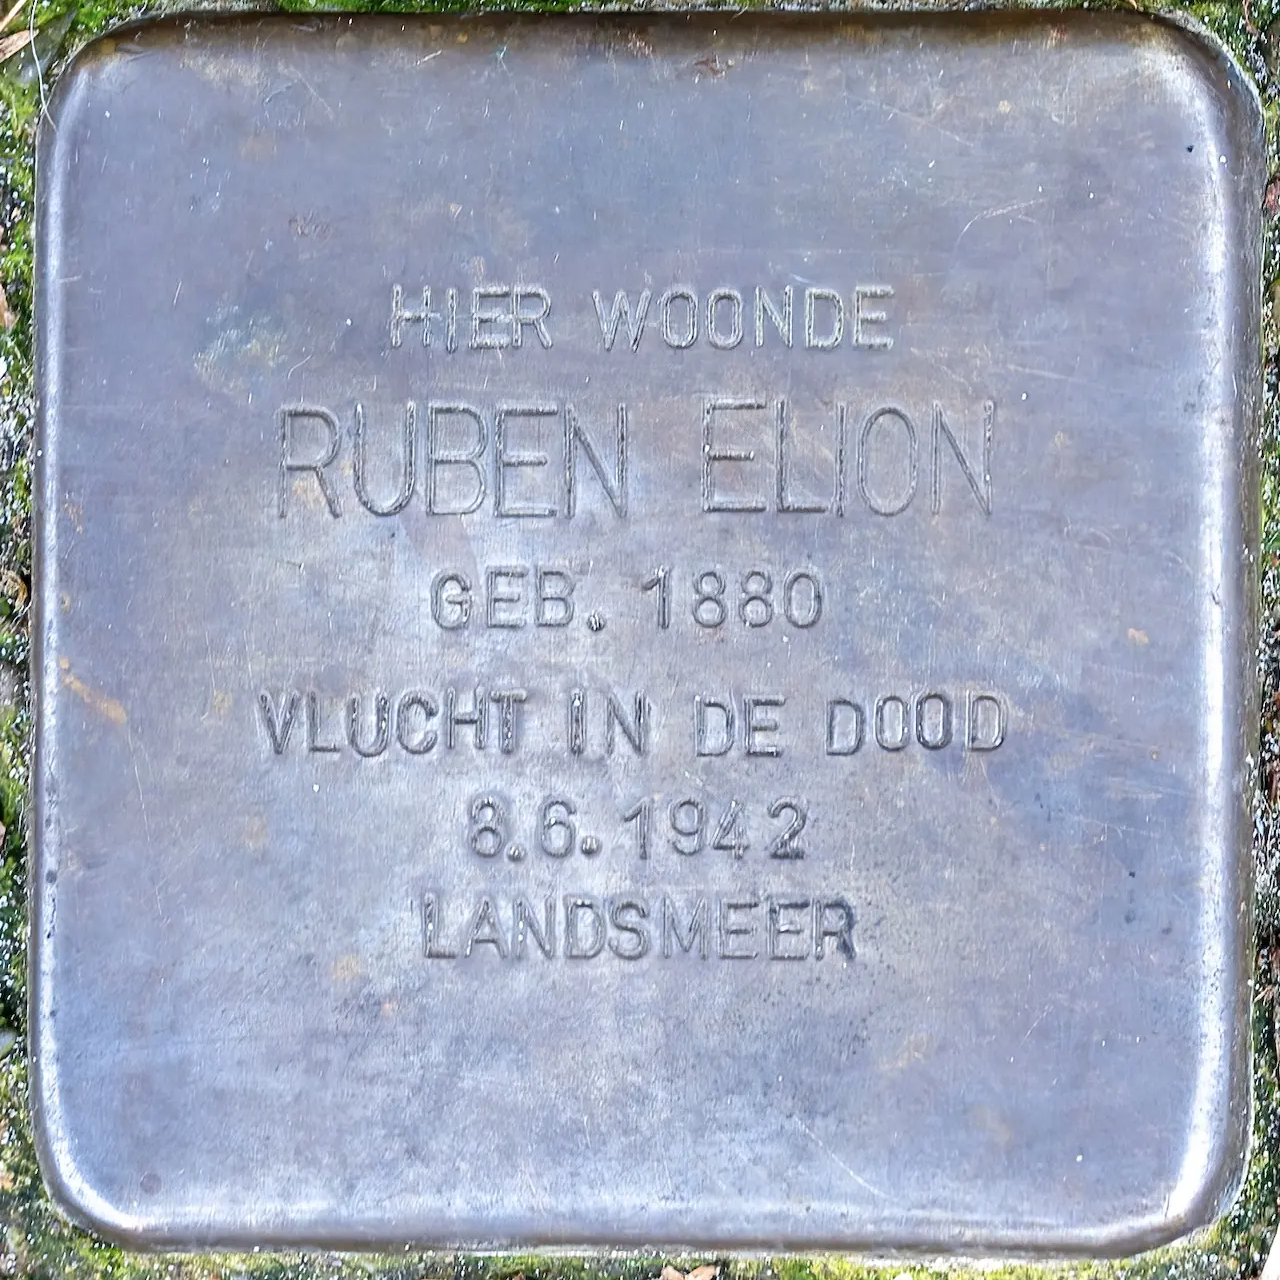 HIER WOONDE
RUBEN ELION
GEB. 1880
VLUCHT IN DE DOOD
8.6.1942
LANDSMEER